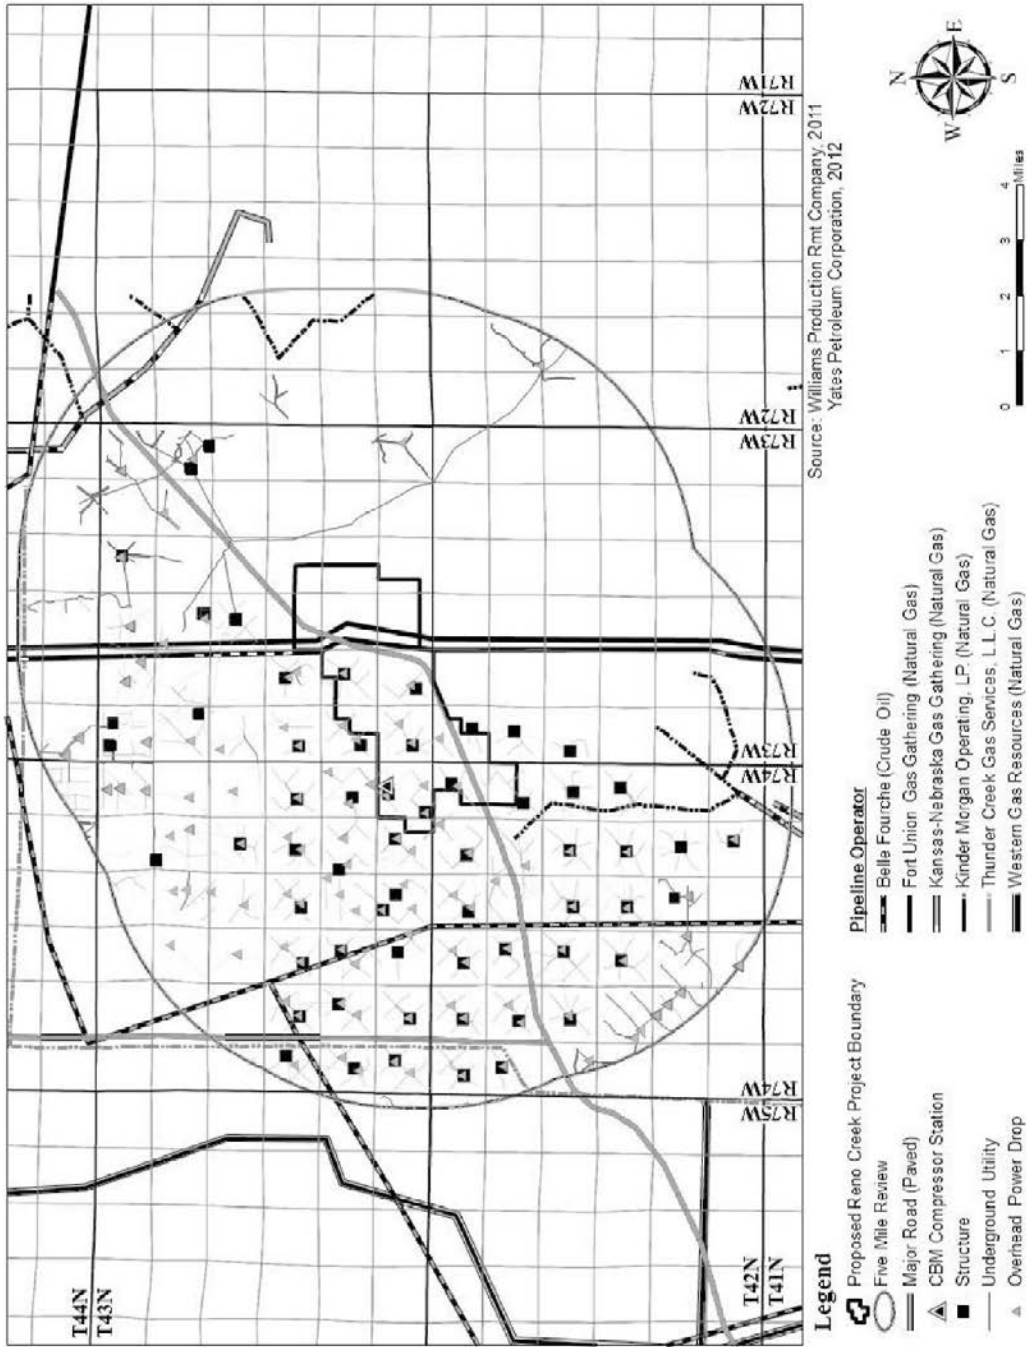 T44N
T43N
R71W
R72W
R72W
R73W
R73W
R74W
R74W
R75W
T42N
T41N
Source: Williams Production Rmt Company, 2011
Yates Petroleum Corporation, 2012
N
E
S
W
0 1 2 3 4 Miles
Legend
Proposed Reno Creek Project Boundary
Five Mile Review
Major Road (Paved)
CBM Compressor Station
Structure
Underground Utility
Overhead Power Drop
Pipeline Operator
Belle Fourche (Crude Oil)
Fort Union Gas Gathering (Natural Gas)
Kansas-Nebraska Gas Gathering (Natural Gas)
Kinder Morgan Operating, LP. (Natural Gas)
Thunder Creek Gas Services, L.L.C. (Natural Gas)
Western Gas Resources (Natural Gas)